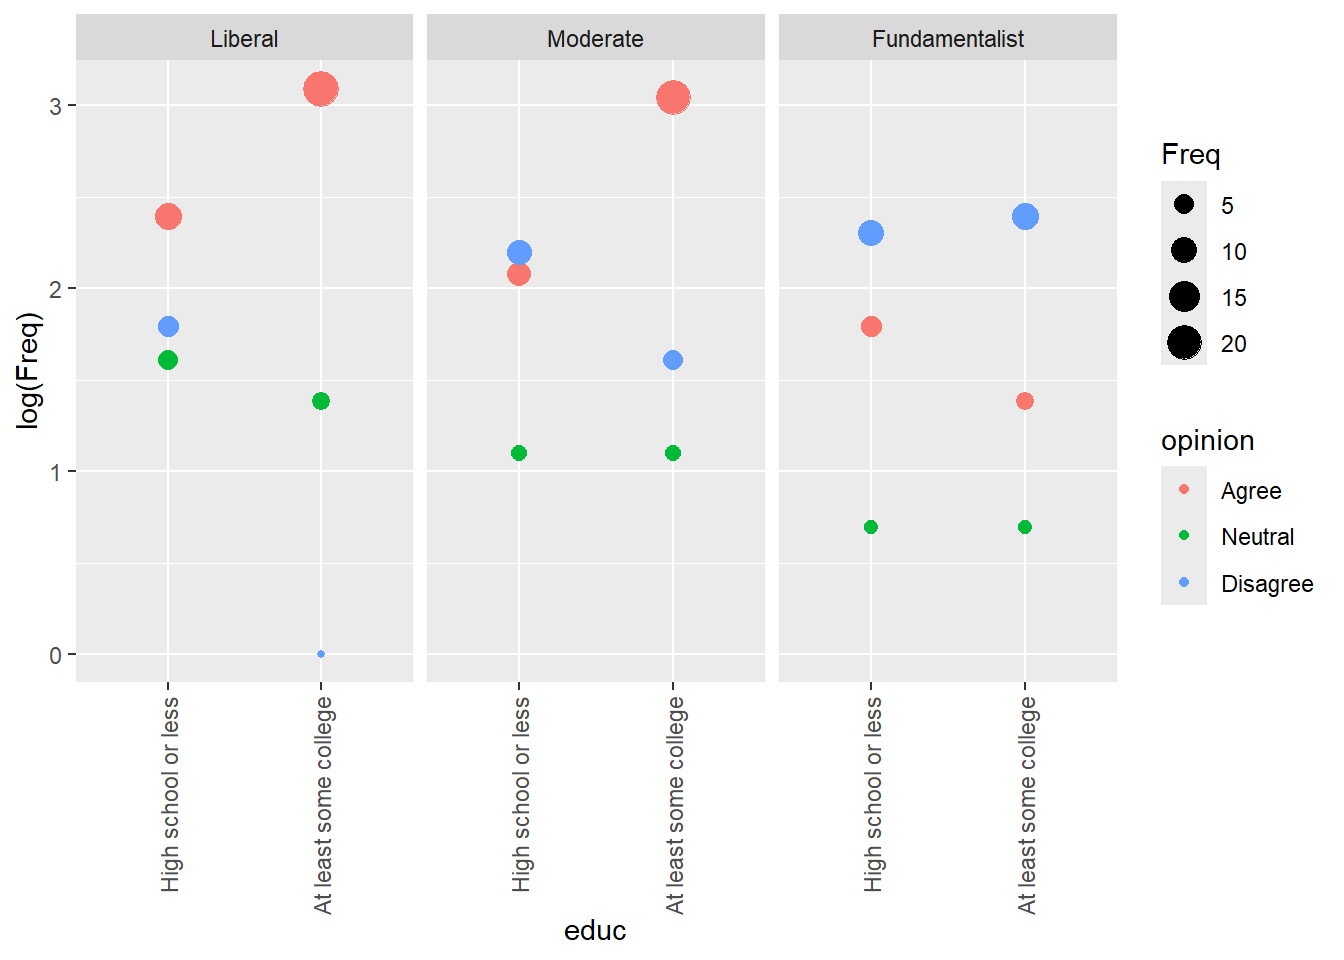 Liberal
Moderate
Fundamentalist
log(Freq)
3
2
1
0
High school or less
At least some college
High school or less
At least some college
High school or less
At least some college
educ
Freq
5
10
15
20
opinion
Agree
Neutral
Disagree